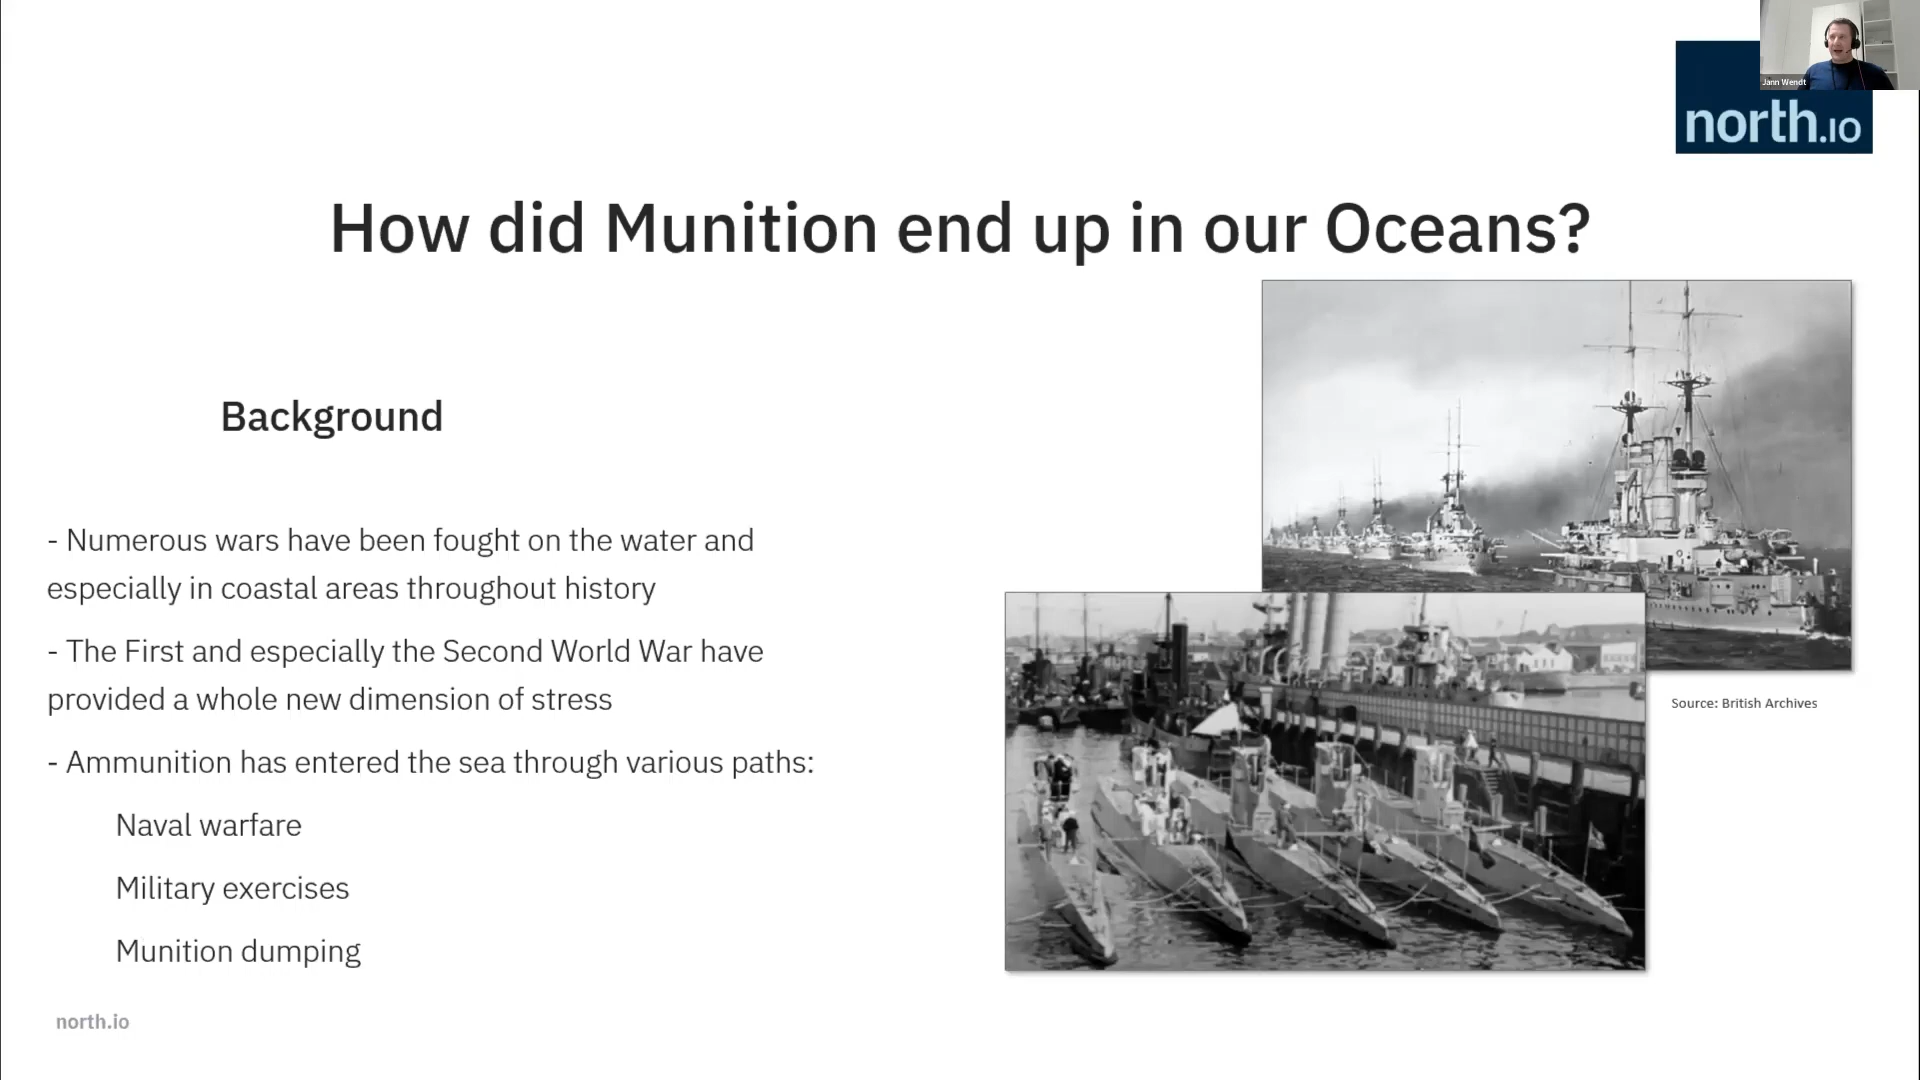 Jann Wendt
north.io
How did Munition end up in our Oceans?
Background
- Numerous wars have been fought on the water and
especially in coastal areas throughout history
- The First and especially the Second World War have
provided a whole new dimension of stress
- Ammunition has entered the sea through various paths:
Naval warfare
Military exercises
Munition dumping
Source: British Archives
north.io